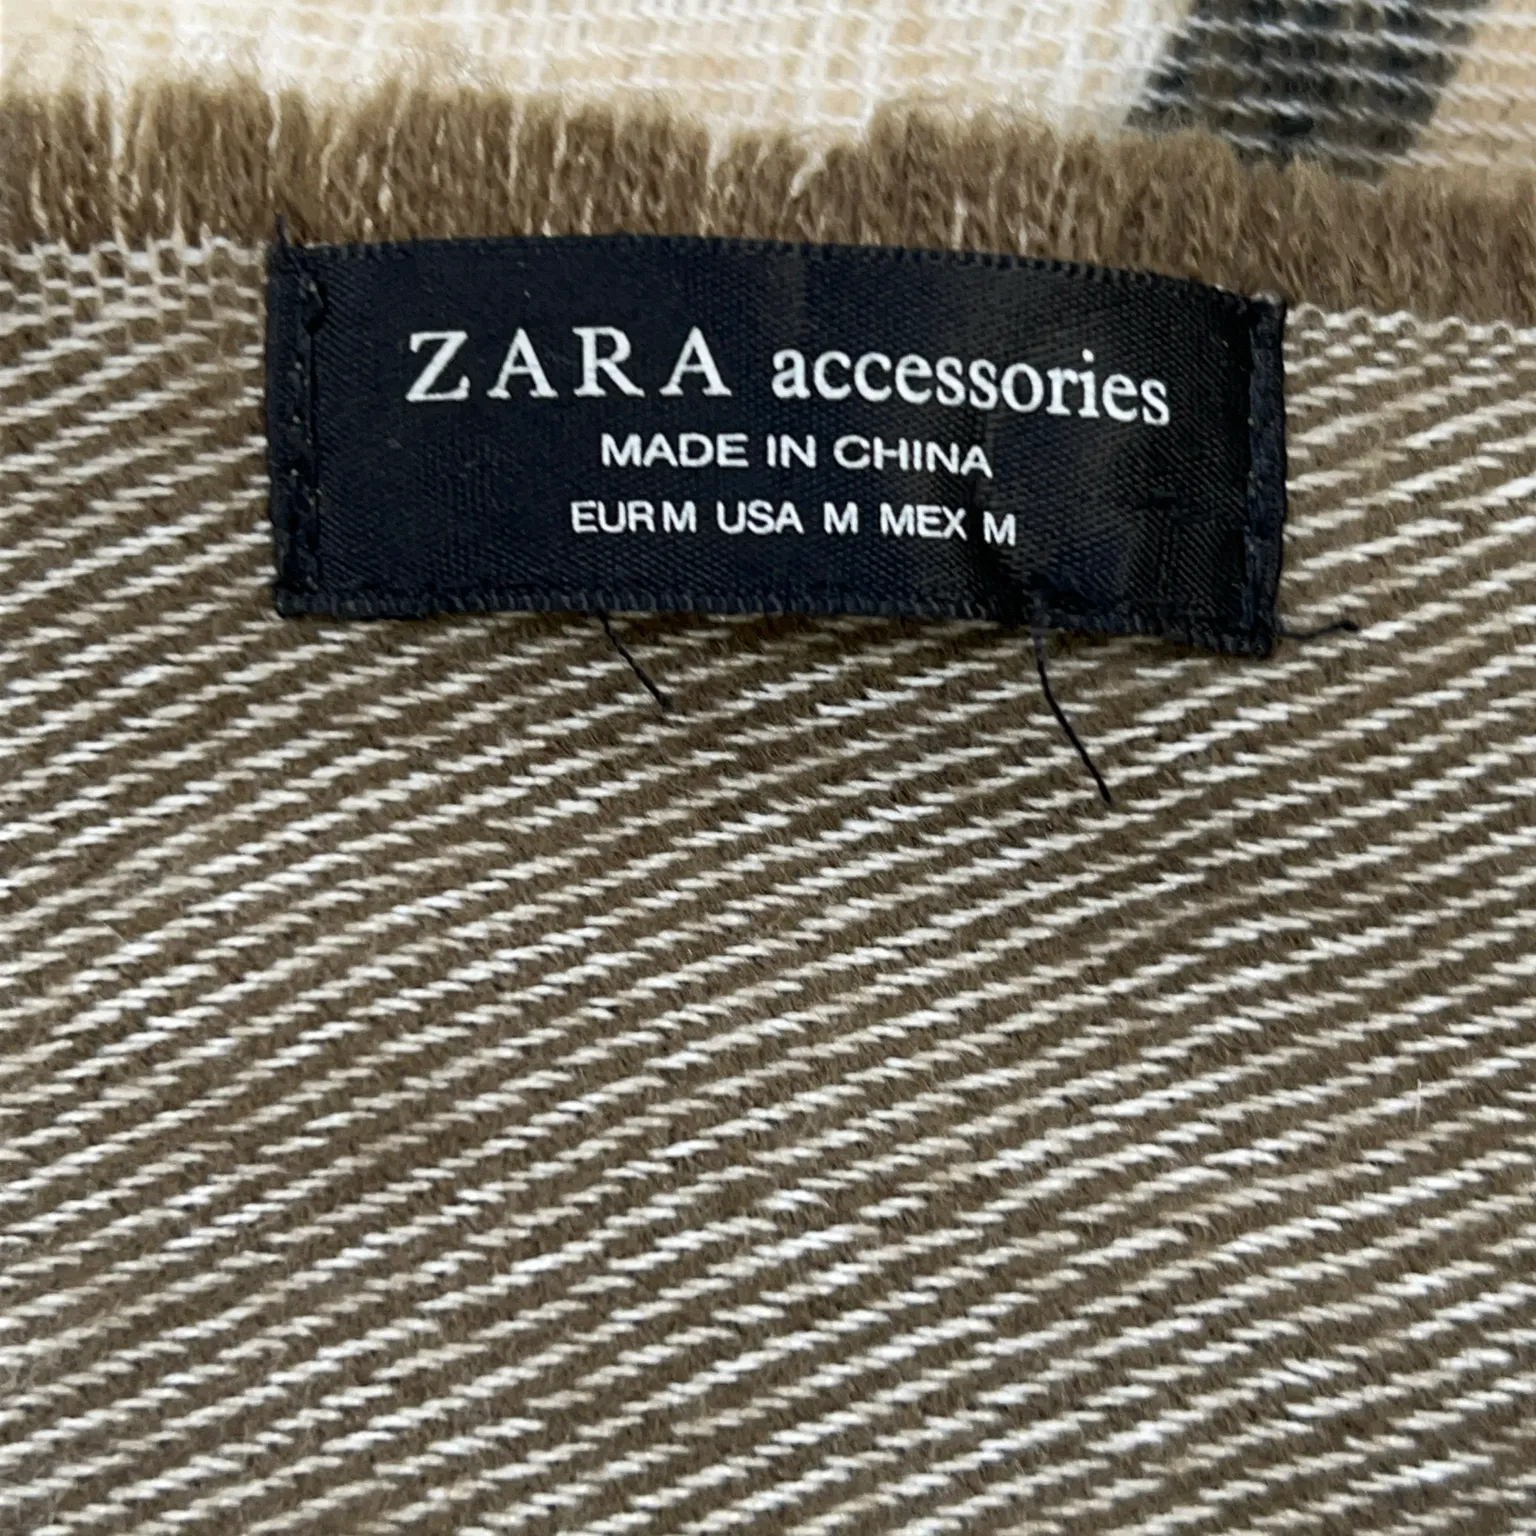 ZARA accessories
MADE IN CHINA
EUR M USA M MEX M